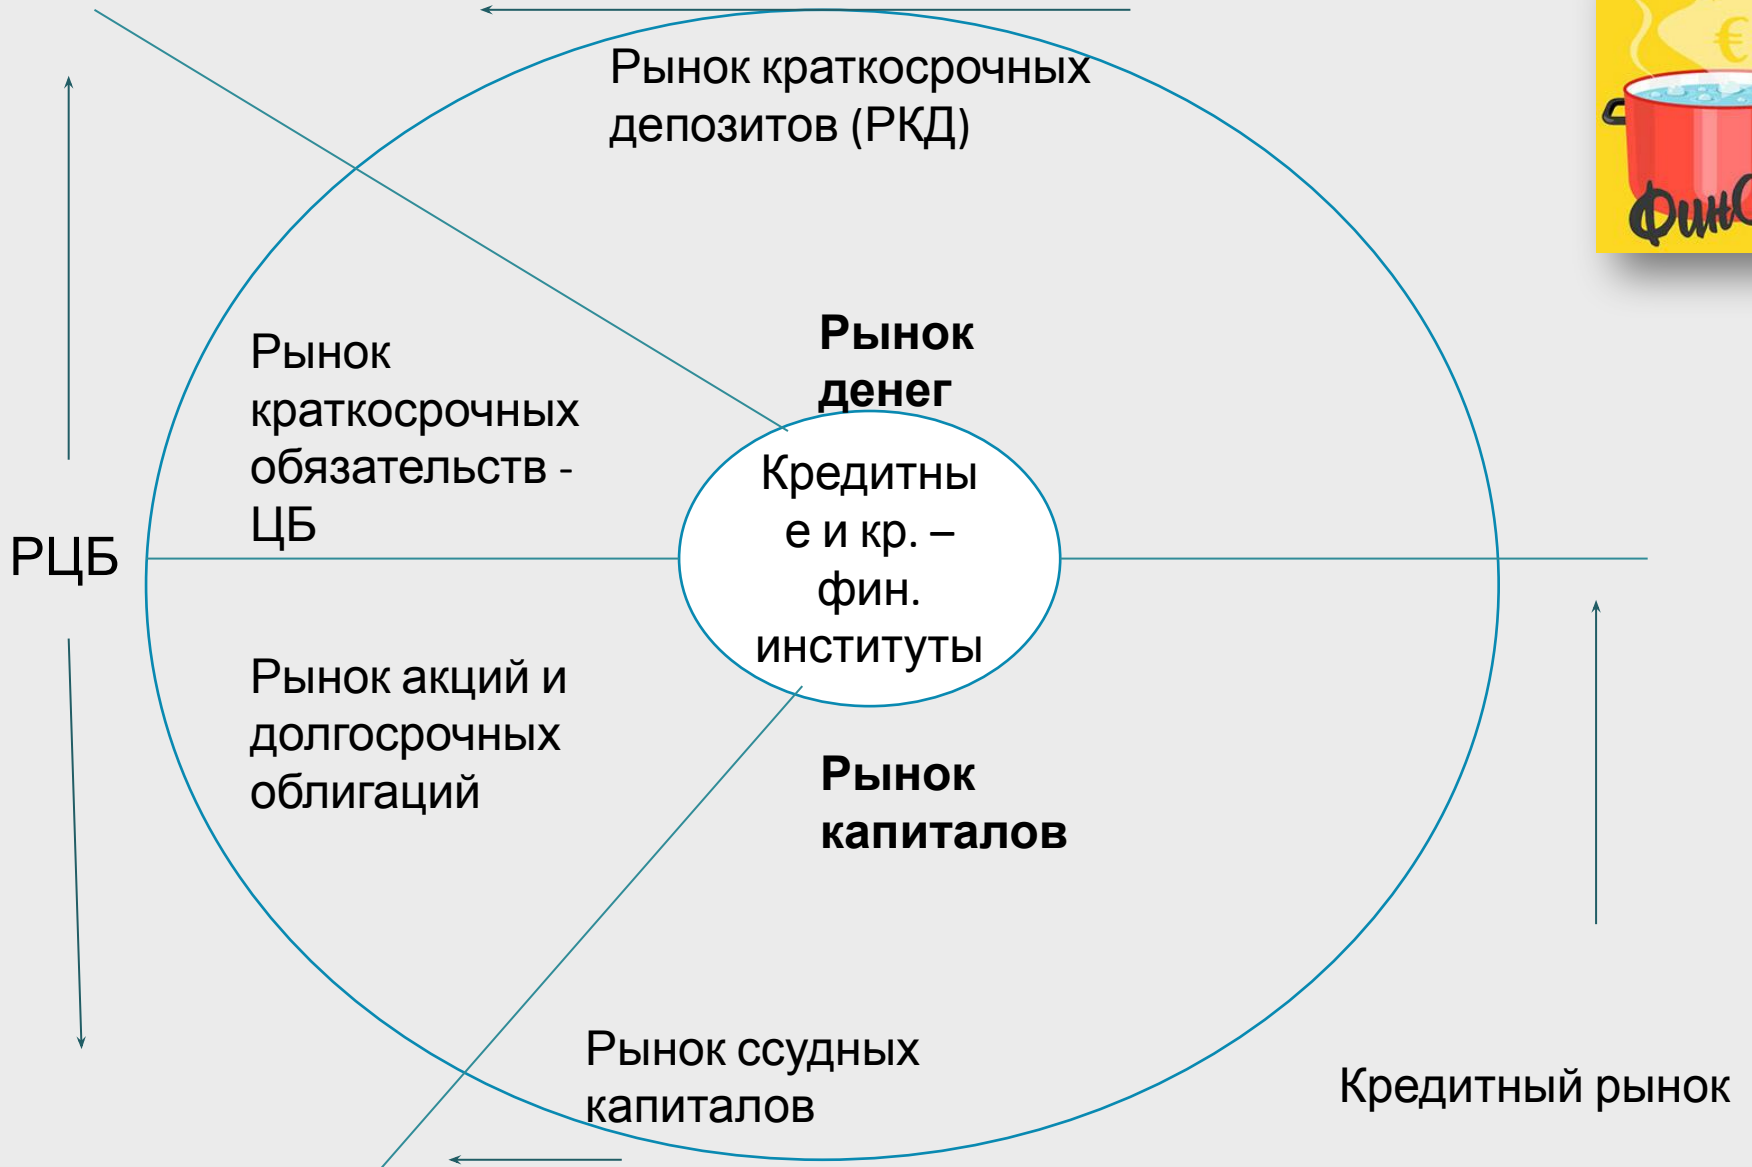 Рынок краткосрочных
депозитов (РКД)
€
Рынок
денег
Рынок
краткосрочных
обязательств -
ЦБ
Кредитны
е и кр. –
фин.
институты
РЦБ
Рынок акций и
долгосрочных
облигаций
Рынок
капиталов
Рынок ссудных
капиталов
Кредитный рынок